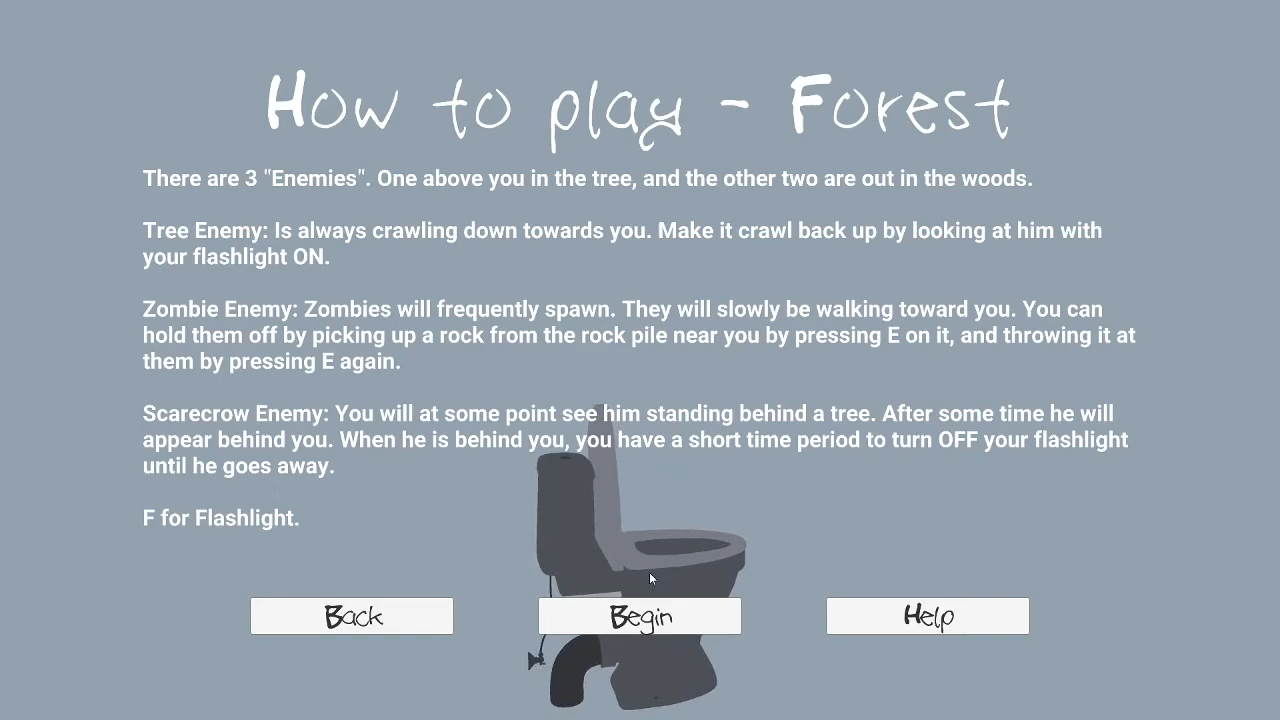 How to play - Forest
There are 3 "Enemies". One above you in the tree, and the other two are out in the woods.
Tree Enemy: Is always crawling down towards you. Make it crawl back up by looking at him with
your flashlight ON.
Zombie Enemy: Zombies will frequently spawn. They will slowly be walking toward you. You can
hold them off by picking up a rock from the rock pile near you by pressing E on it, and throwing it at
them by pressing E again.
Scarecrow Enemy: You will at some point see him standing behind a tree. After some time he will
appear behind you. When he is behind you, you have a short time period to turn OFF your flashlight
until he goes away.
F for Flashlight.
Back
Begin
Help